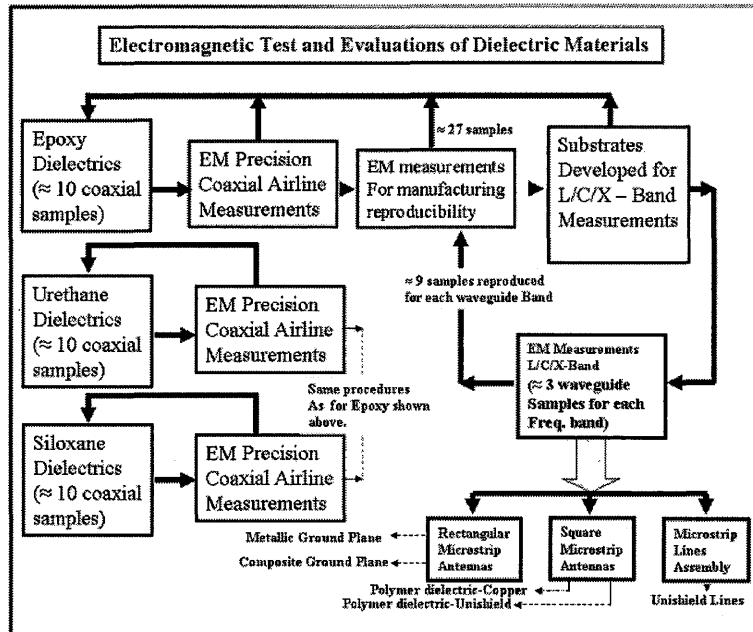 Electromagnetic Test and Evaluations of Dielectric Materials
Epoxy
Dielectrics
(≈ 10 coaxial
samples)
EM Precision
Coaxial Airline
Measurements
≈ 27 samples
EM measurements
For manufacturing
reproducibility
Substrates
Developed for
L/C/X – Band
Measurements
Urethane
Dielectrics
(≈ 10 coaxial
samples)
EM Precision
Coaxial Airline
Measurements
≈ 9 samples reproduced
for each waveguide Band
EM Measurements
L/C/X-Band
(≈ 3 waveguide
Samples for each
Freq. band)
Same procedures
As for Epoxy shown
above.
Siloxane
Dielectrics
(≈ 10 coaxial
samples)
EM Precision
Coaxial Airline
Measurements
Metallic Ground Plane
Composite Ground Plane
Rectangular
Microstrip
Antennas
Square
Microstrip
Antennas
Microstrip
Lines
Assembly
Polymer dielectric-Copper
Polymer dielectric-Unishield
Unishield Lines